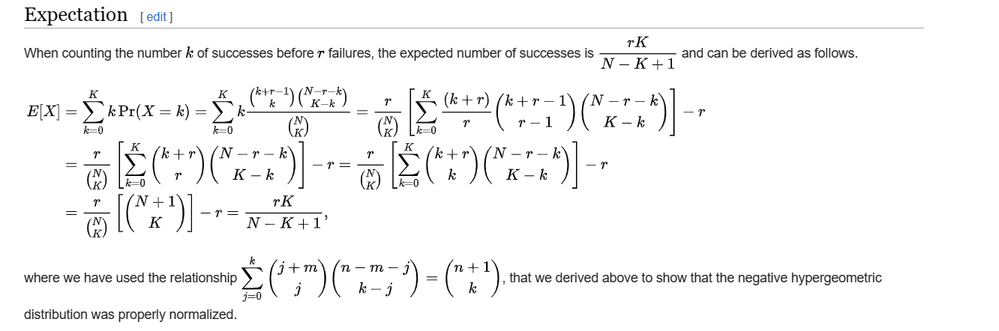 Expectation [ edit ]
When counting the number k of successes before r failures, the expected number of successes is \frac{rK}{N-K+1} and can be derived as follows.
E[X] = \sum_{k=0}^{K} k \Pr(X = k) = \sum_{k=0}^{K} k \frac{\binom{k+r-1}{k}\binom{N-r-k}{K-k}}{\binom{N}{K}} = \frac{r}{\binom{N}{K}} \left[ \sum_{k=0}^{K} \frac{(k+r)}{r} \binom{k+r-1}{r-1} \binom{N-r-k}{K-k} \right] - r
= \frac{r}{\binom{N}{K}} \left[ \sum_{k=0}^{K} \binom{k+r}{r} \binom{N-r-k}{K-k} \right] - r = \frac{r}{\binom{N}{K}} \left[ \sum_{k=0}^{K} \binom{k+r}{k} \binom{N-r-k}{K-k} \right] - r
= \frac{r}{\binom{N}{K}} \left[ \binom{N+1}{K} \right] - r = \frac{rK}{N-K+1},
where we have used the relationship \sum_{j=0}^{k} \binom{j+m}{j} \binom{n-m-j}{k-j} = \binom{n+1}{k}, that we derived above to show that the negative hypergeometric
distribution was properly normalized.